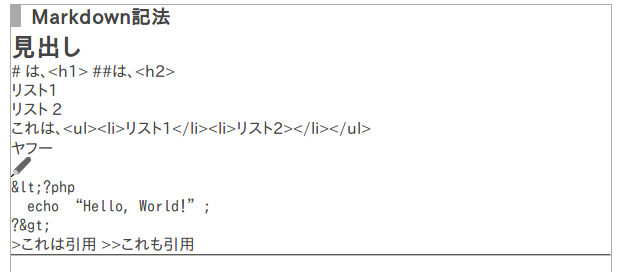 Markdown記法
見出し
# は、<h1> ##は、<h2>
リスト1
リスト 2
これは、<ul><li>リスト1</li><li>リスト2></li></ul>
ヤフー
&lt;?php
  echo “Hello, World!” ;
?&gt;
>これは引用 >>これも引用